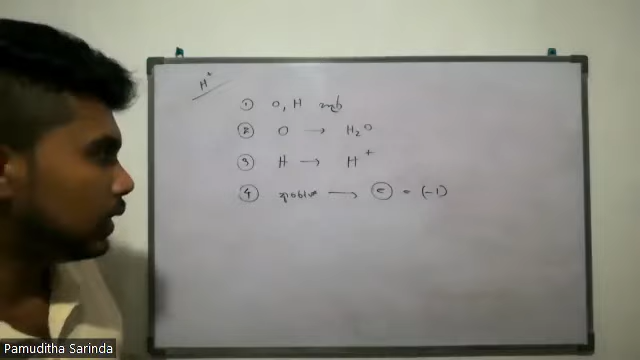 H⁺
① O, H
② O → H₂O
③ H → H⁺
④ → ⓔ = (-1)
Pamuditha Sarinda